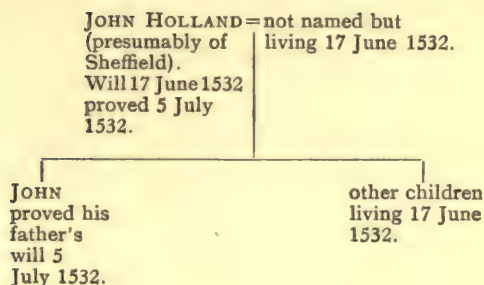 JOHN HOLLAND=not named but
(presumably of living 17 June 1532.
Sheffield).
Will 17 June 1532
proved 5 July
1532.
JOHN
proved his
father's
will 5
July 1532.
other children
living 17 June
1532.